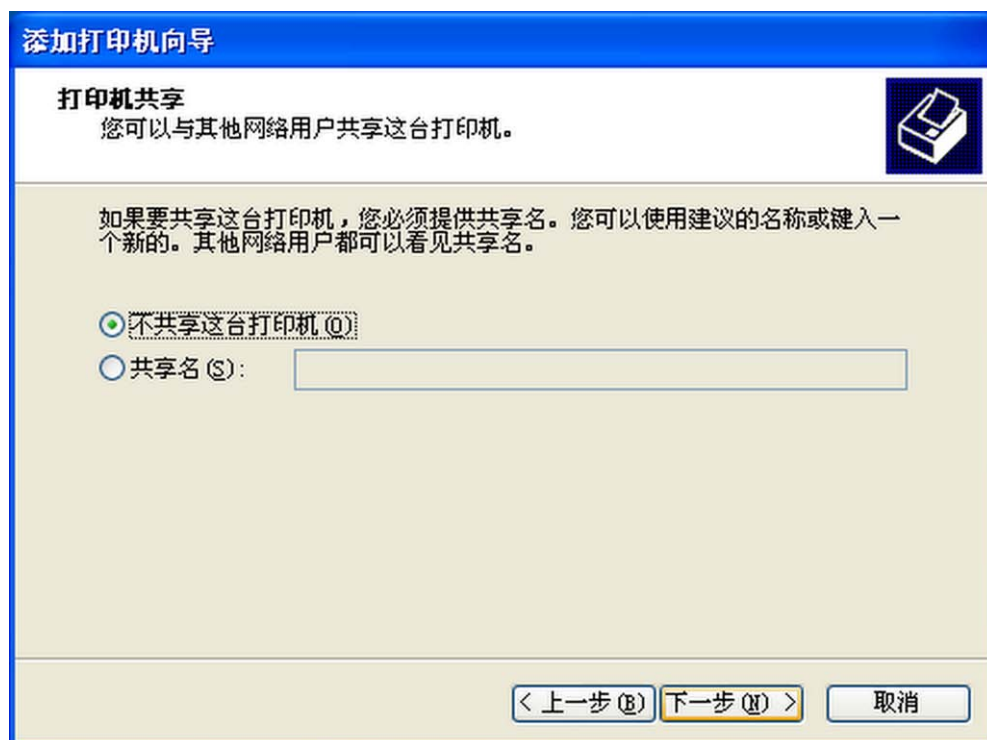 添加打印机向导
打印机共享
您可以与其他网络用户共享这台打印机。
如果要共享这台打印机，您必须提供共享名。您可以使用建议的名称或键入一
个新的。其他网络用户都可以看见共享名。
不共享这台打印机(O)
共享名(S)：
< 上一步(B) 下一步(N) > 取消